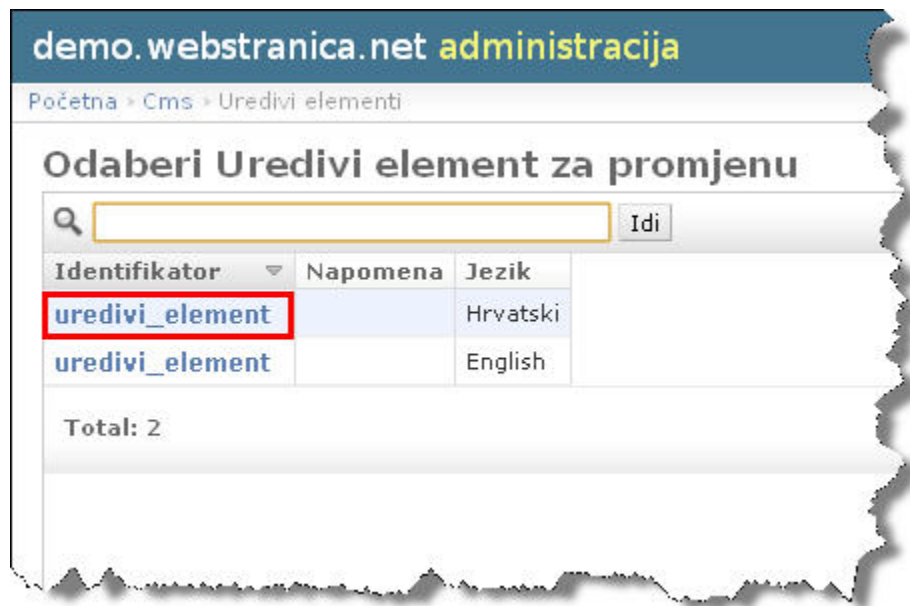 demo.webstranica.net administracija
Početna › Cms › Uredivi elementi
Odaberi Uredivi element za promjenu
Idi
Identifikator Napomena Jezik
uredivi_element Hrvatski
uredivi_element English
Total: 2